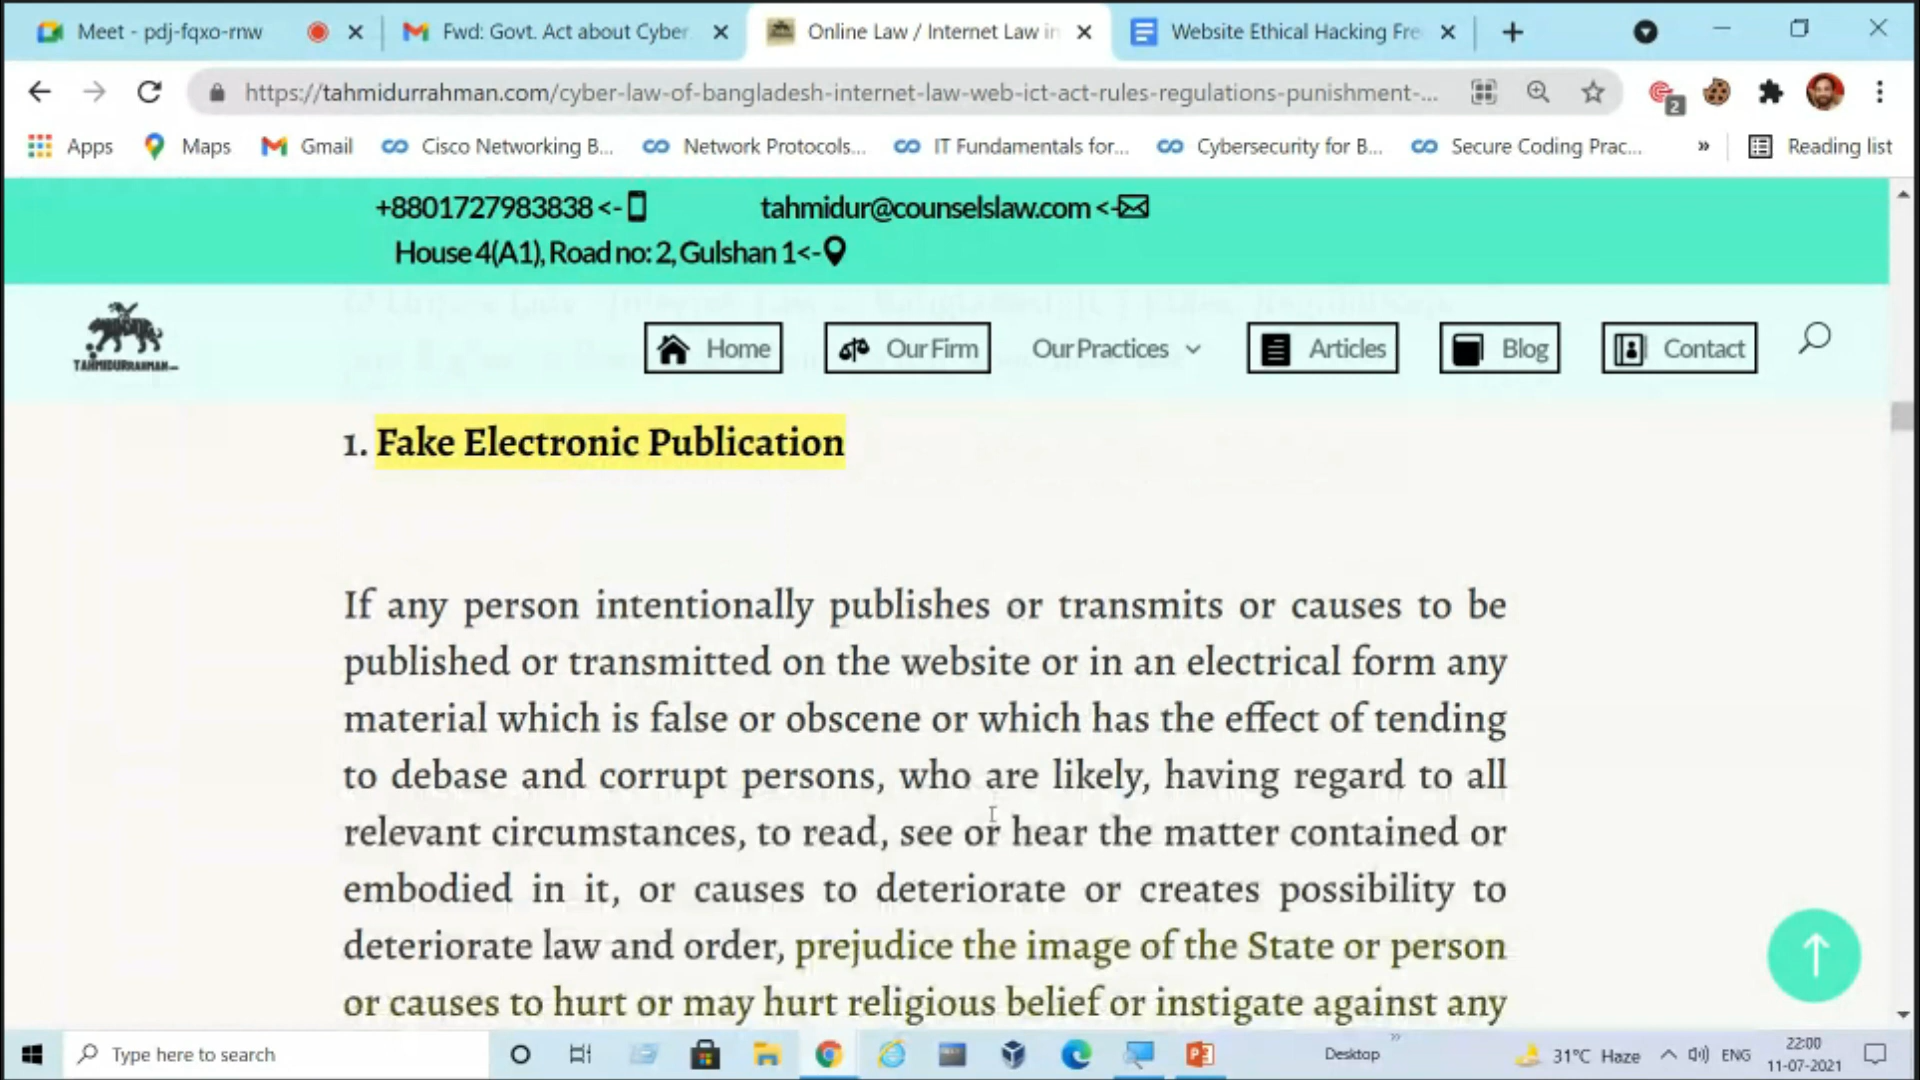 Meet - pdj-fqxo-rnw
Fwd: Govt. Act about Cyber
Online Law / Internet Law in
Website Ethical Hacking Fre
https://tahmidurrahman.com/cyber-law-of-bangladesh-internet-law-web-ict-act-rules-regulations-punishment-...
2
Apps
Maps
Gmail
Cisco Networking B...
Network Protocols...
IT Fundamentals for...
Cybersecurity for B...
Secure Coding Prac...
»
Reading list
+8801727983838 <-
tahmidur@counselslaw.com <-
House 4(A1), Road no: 2, Gulshan 1<-
TAHMIDURRAHMAN
Home
Our Firm
Our Practices
Articles
Blog
Contact
1. Fake Electronic Publication
If any person intentionally publishes or transmits or causes to be
published or transmitted on the website or in an electrical form any
material which is false or obscene or which has the effect of tending
to debase and corrupt persons, who are likely, having regard to all
relevant circumstances, to read, see or hear the matter contained or
embodied in it, or causes to deteriorate or creates possibility to
deteriorate law and order, prejudice the image of the State or person
or causes to hurt or may hurt religious belief or instigate against any
Type here to search
Desktop
»
31°C Haze
ENG
22:00
11-07-2021